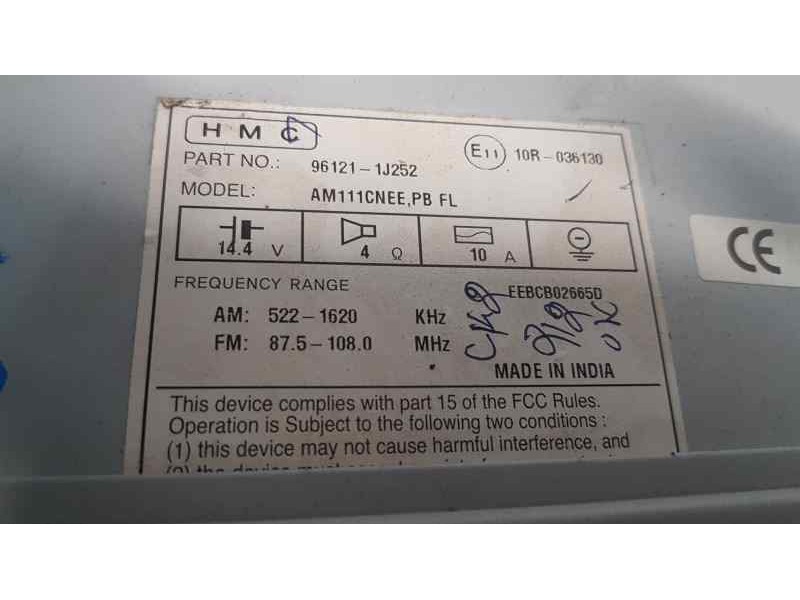 HMC
PART NO.: 96121-1J252 E11 10R-036130
MODEL: AM111CNEE,PB FL
14.4 V 4 Ω 10 A
FREQUENCY RANGE EEBCB02665D
AM: 522-1620 KHz
FM: 87.5-108.0 MHz
OK
MADE IN INDIA
CE
This device complies with part 15 of the FCC Rules.
Operation is Subject to the following two conditions :
(1) this device may not cause harmful interference, and